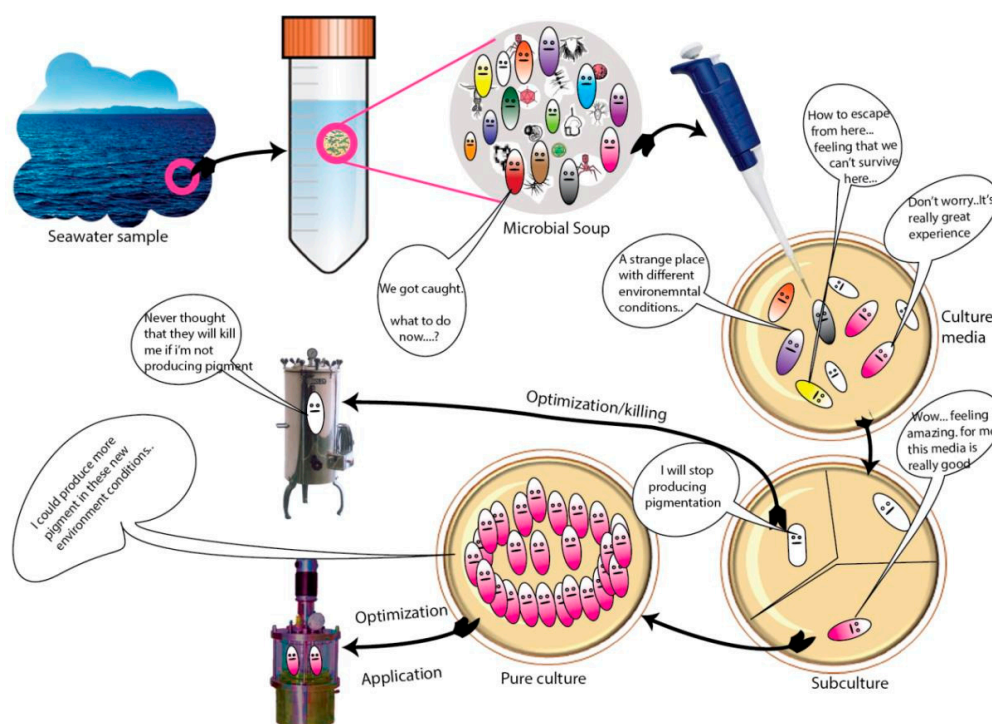 Seawater sample
Microbial Soup
We got caught.
what to do
now....?
How to escape
from here...
feeling that we
can't survive
here...
Don't worry..It's
really great
experience
A strange place
with different
environemntal
conditions..
Culture
media
Never thought
that they will kill
me if i'm not
producing pigment
Optimization/killing
Wow... feeling
amazing. for me
this media is
really good
I will stop
producing
pigmentation
I could produce more
pigment in these new
environment conditions..
Optimization
Application
Pure culture
Subculture